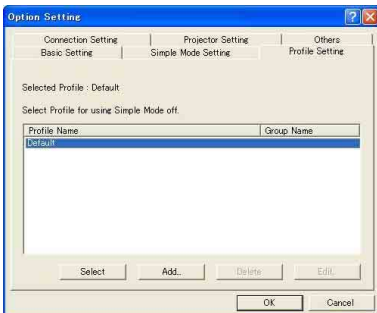 Option Setting
Connection Setting Projector Setting Others
Basic Setting Simple Mode Setting Profile Setting
Selected Profile : Default
Select Profile for using Simple Mode off.
Profile Name Group Name
Default
Select Add.. Delete Edit..
OK Cancel